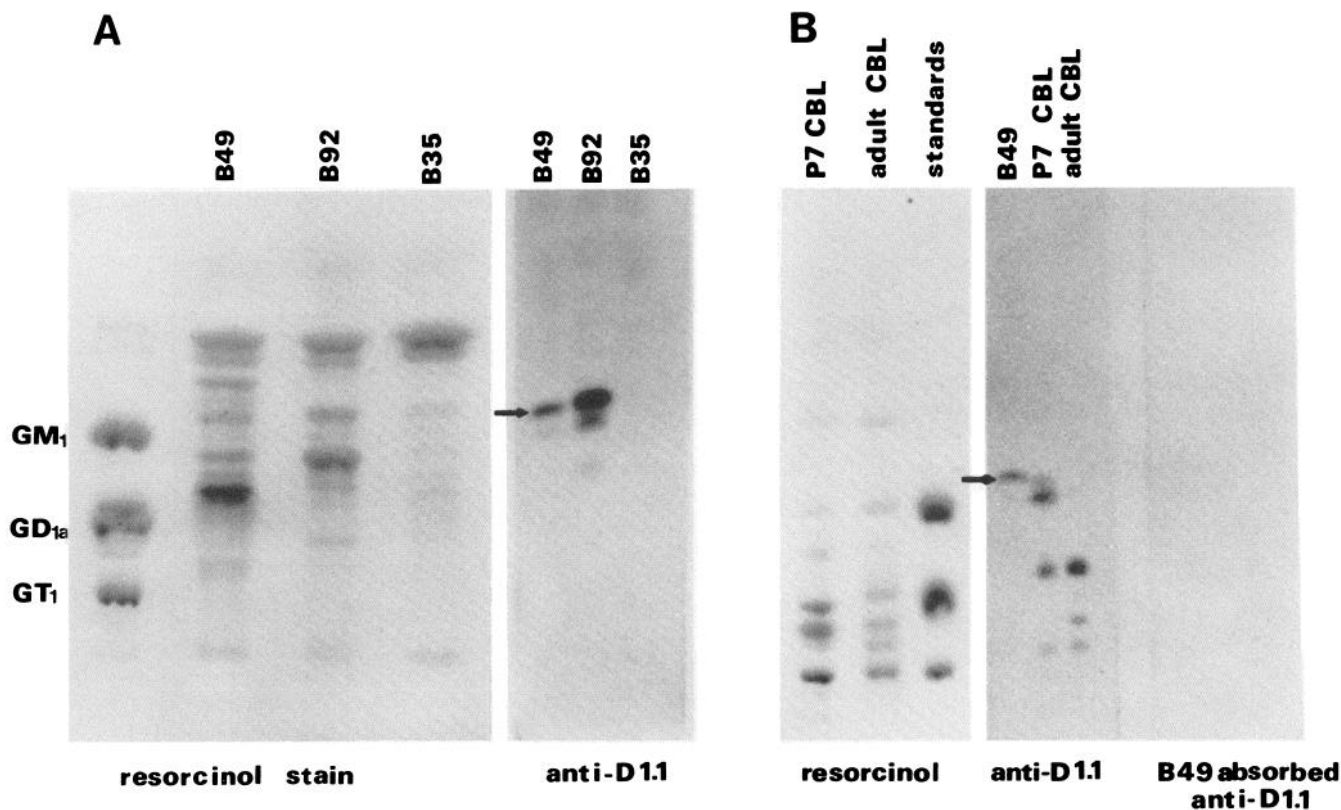 A
B49
B92
B35
B49
B92
B35
GM1
GD1a
GT1
resorcinol stain
anti-D1.1
B
P7 CBL
adult CBL
standards
B49
P7 CBL
adult CBL
resorcinol
anti-D1.1
B49 absorbed
anti-D1.1